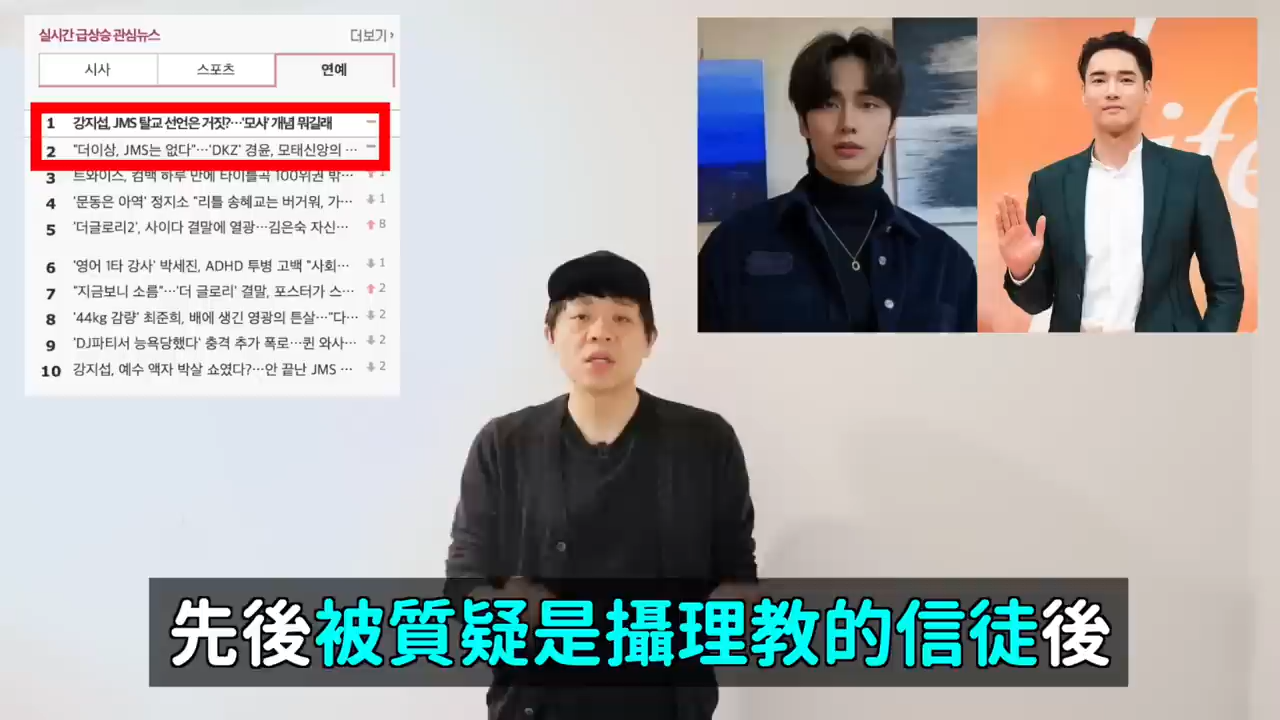 실시간 급상승 관심뉴스
더보기 ›
시사
스포츠
연예
1 강지섭, JMS 탈교 선언은 거짓?…'모사' 개념 뭐길래
2 "더이상, JMS는 없다"…'DKZ' 경윤, 모태신앙의 …
3 트와이스, 컴백 하루 만에 타이틀곡 100위권 밖… 1
4 '문동은 아역' 정지소 "리틀 송혜교는 버거워, 가… 1
5 '더글로리2', 사이다 결말에 열광…김은숙 자신… 8
6 '영어 1타 강사' 박세진, ADHD 투병 고백 "사회… 1
7 "지금보니 소름"…'더 글로리' 결말, 포스터가 스… 2
8 '44kg 감량' 최준희, 배에 생긴 영광의 튼살…"다… 2
9 'DJ파티서 능욕당했다' 충격 추가 폭로…퀸 와사… 2
10 강지섭, 예수 액자 박살 쇼였다?…안 끝난 JMS … 2
ife
先後被質疑是攝理教的信徒後